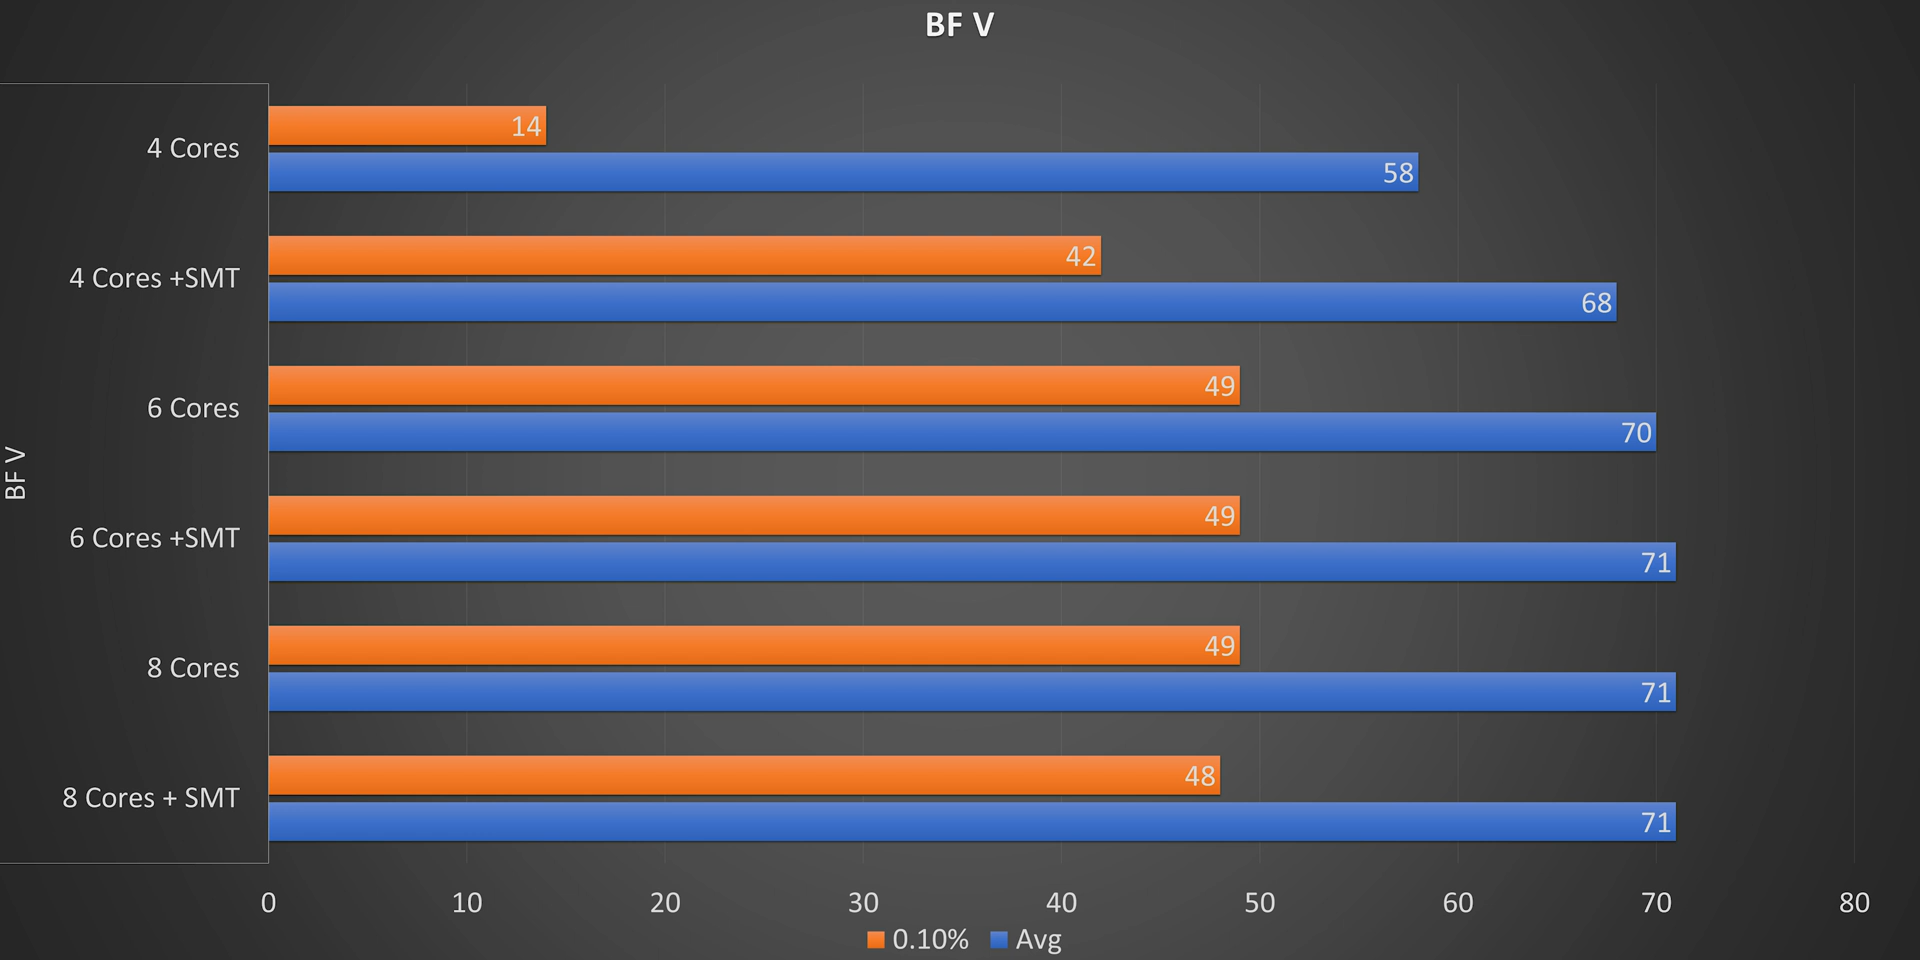 BF V
4 Cores
14
58
4 Cores +SMT
42
68
6 Cores
49
70
6 Cores +SMT
49
71
8 Cores
49
71
8 Cores + SMT
48
71
BF V
0 10 20 30 40 50 60 70 80
0.10% Avg